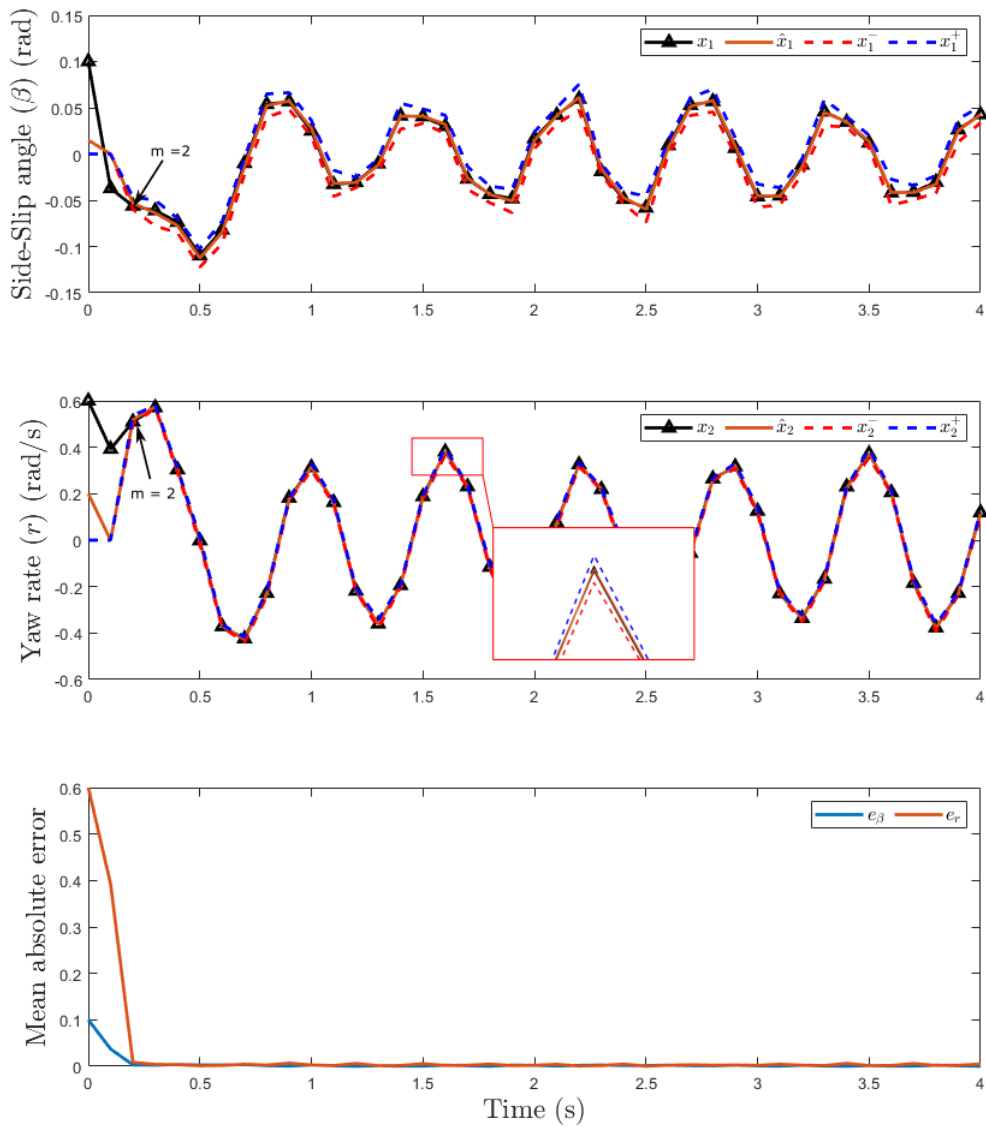 0.15
0.1
0.05
0
-0.05
-0.1
-0.15
Side-Slip angle (β) (rad)
x₁ x̂₁ x₁⁻ x₁⁺
m =2
0 0.5 1 1.5 2 2.5 3 3.5 4
0.6
0.4
0.2
0
-0.2
-0.4
-0.6
Yaw rate (r) (rad/s)
x₂ x̂₂ x₂⁻ x₂⁺
m = 2
0 0.5 1 1.5 2 2.5 3 3.5 4
0.6
0.5
0.4
0.3
0.2
0.1
0
Mean absolute error
e_β e_r
0 0.5 1 1.5 2 2.5 3 3.5 4
Time (s)